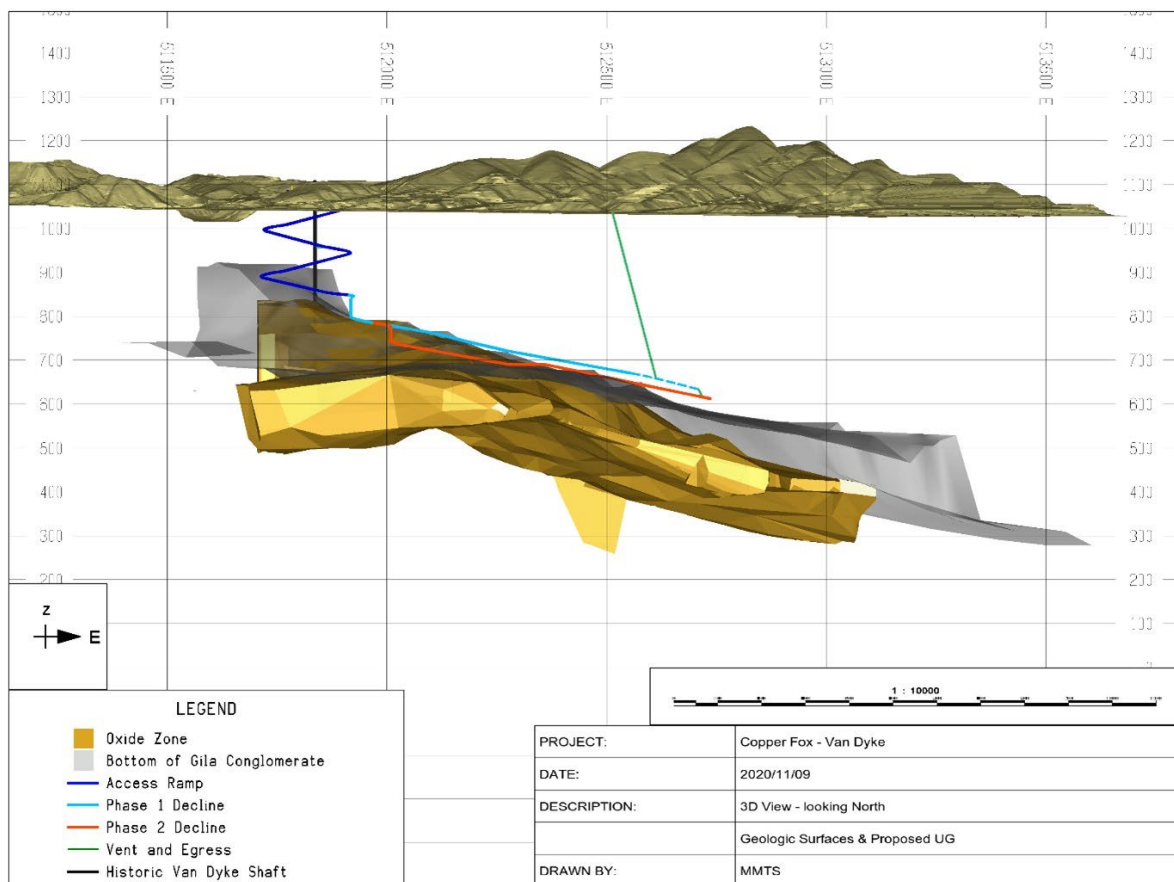 511500 E
512000 E
512500 E
513000 E
513500 E
1400 1400
1300 1300
1200 1200
1100 1100
1000 1000
900 900
800 800
700 700
600 600
500 500
400 400
300 300
200 200
100
Z
E
1 : 10000
LEGEND
Oxide Zone
Bottom of Gila Conglomerate
Access Ramp
Phase 1 Decline
Phase 2 Decline
Vent and Egress
Historic Van Dyke Shaft
PROJECT: Copper Fox - Van Dyke
DATE: 2020/11/09
DESCRIPTION: 3D View - looking North
Geologic Surfaces & Proposed UG
DRAWN BY: MMTS